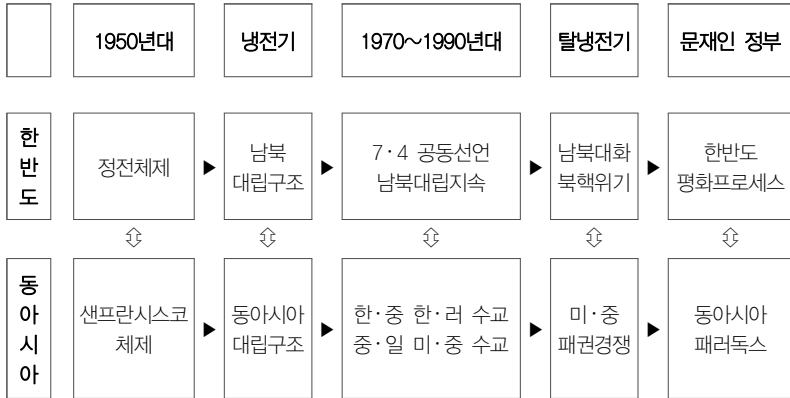 1950년대
냉전기
1970~1990년대
탈냉전기
문재인 정부
한
반
도
정전체제
▶
남북
대립구조
▶
7·4 공동선언
남북대립지속
▶
남북대화
북핵위기
▶
한반도
평화프로세스
동
아
시
아
샌프란시스코
체제
▶
동아시아
대립구조
▶
한·중 한·러 수교
중·일 미·중 수교
▶
미·중
패권경쟁
▶
동아시아
패러독스